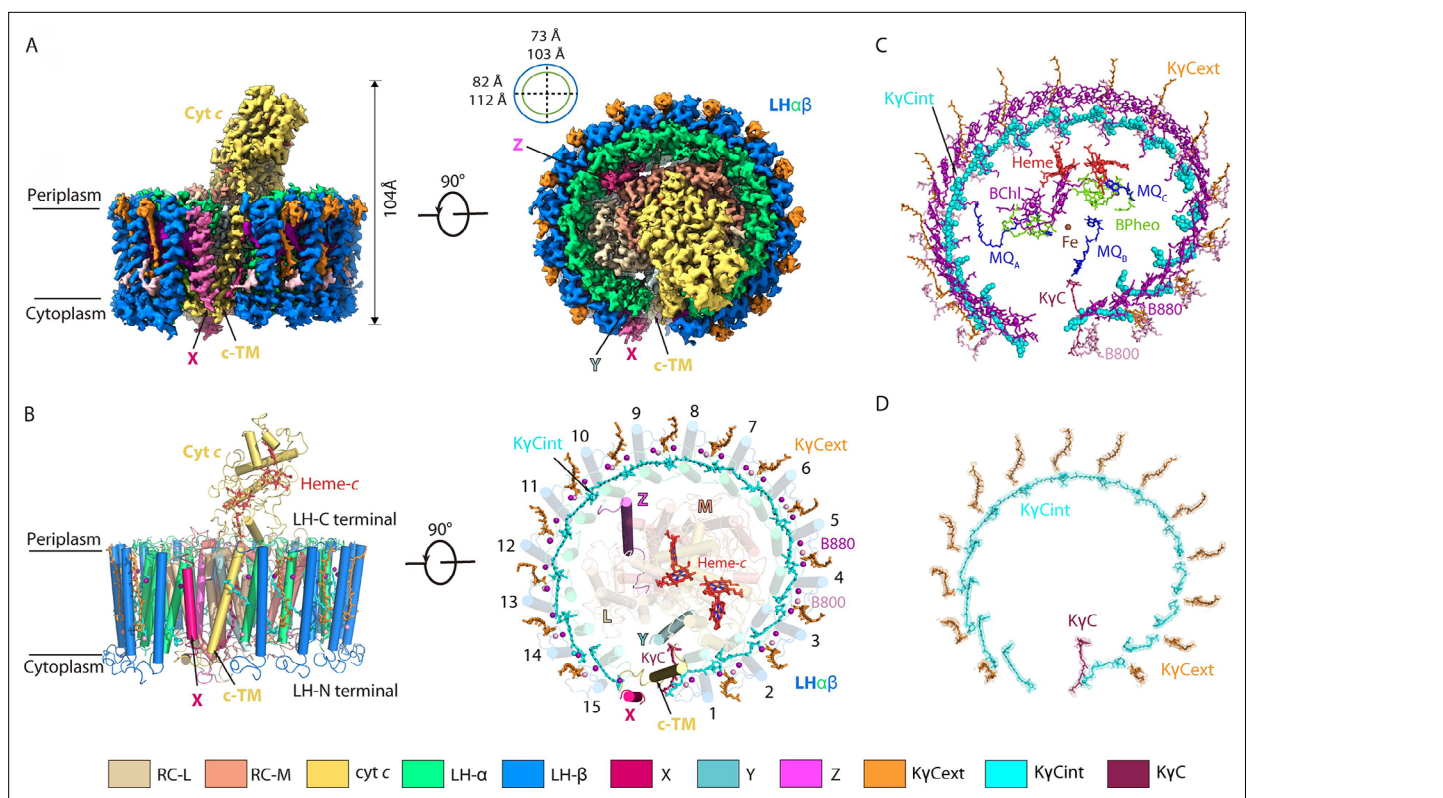 A
73 Å
103 Å
82 Å
112 Å
Cyt c
LHαβ
Z
104Å
90°
Periplasm
Cytoplasm
X
c-TM
Y
X
c-TM
C
KγCext
KγCint
Heme
BChl
MQC
BPheo
Fe
MQA
MQB
KγC
B880
B800
B
Cyt c
Heme-c
LH-C terminal
Periplasm
90°
Cytoplasm
LH-N terminal
X
c-TM
9
8
10
7
KγCint
KγCext
6
11
Z
M
5
12
B880
Heme-c
4
B800
13
L
3
Y
KγC
14
LHαβ
2
15
X
1
c-TM
D
KγCint
KγC
KγCext
RC-L
RC-M
cyt c
LH-α
LH-β
X
Y
Z
KγCext
KγCint
KγC